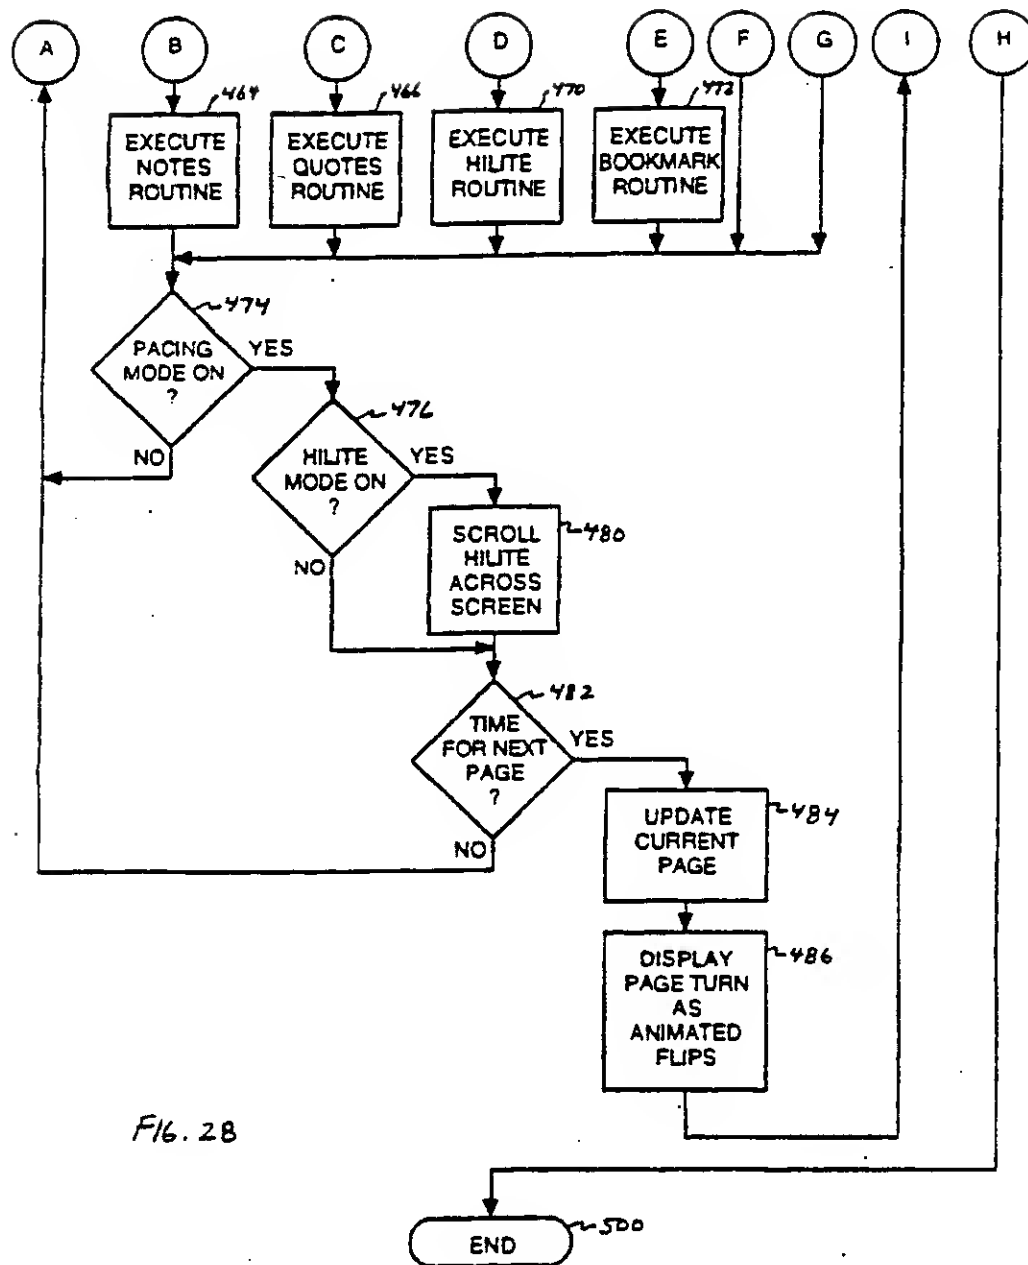 A B C D E F G I H
464 466 470 472
EXECUTE
NOTES
ROUTINE
EXECUTE
QUOTES
ROUTINE
EXECUTE
HILITE
ROUTINE
EXECUTE
BOOKMARK
ROUTINE
474
PACING
MODE ON
?
YES
NO
476
HILITE
MODE ON
?
YES
NO
480
SCROLL
HILITE
ACROSS
SCREEN
482
TIME
FOR NEXT
PAGE
?
YES
NO
484
UPDATE
CURRENT
PAGE
486
DISPLAY
PAGE TURN
AS
ANIMATED
FLIPS
FIG. 28
500
END